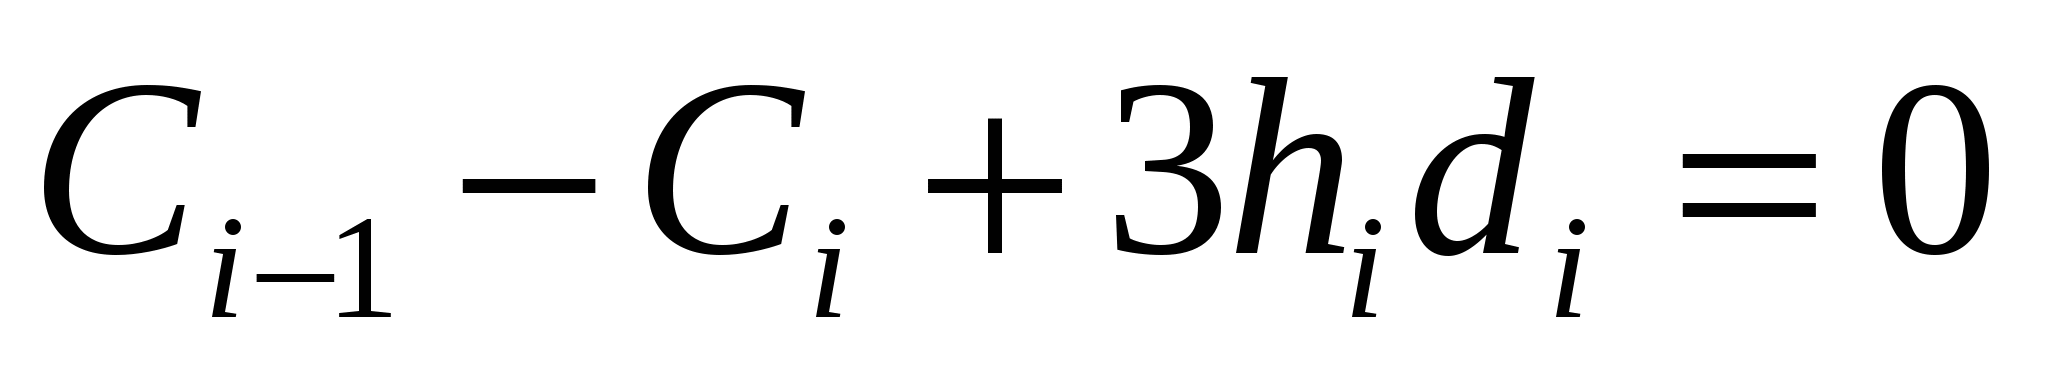 C_{i−1} − C_i + 3h_i d_i = 0